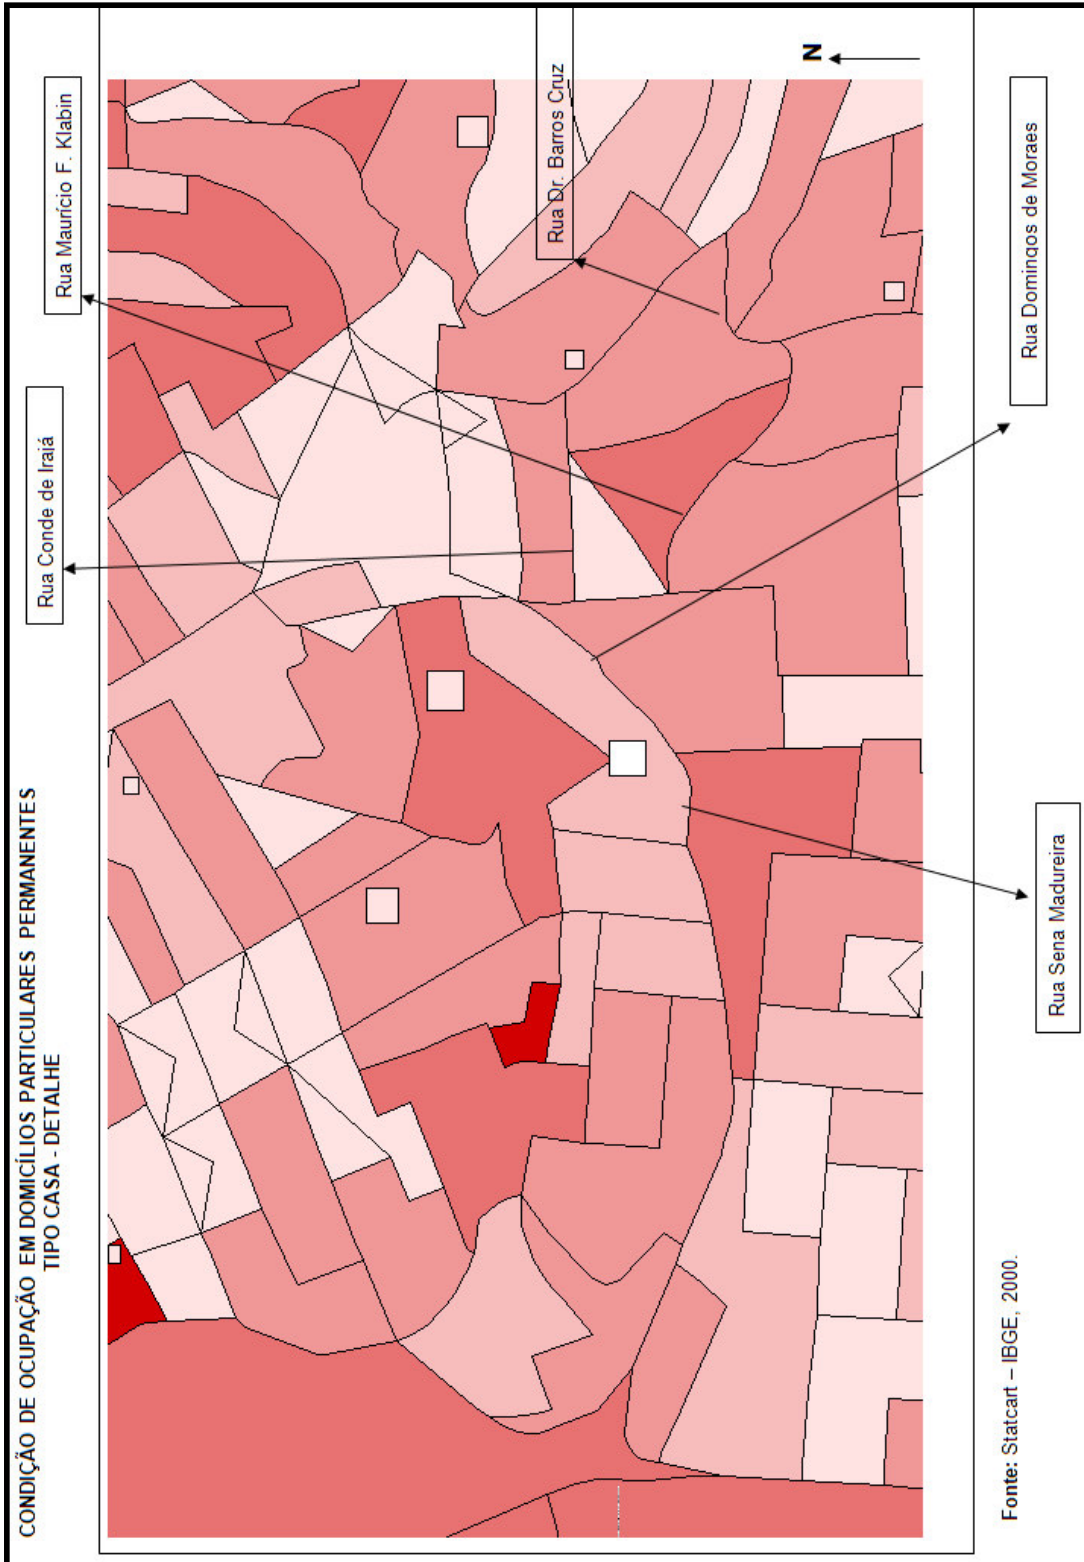 CONDIÇÃO DE OCUPAÇÃO EM DOMICÍLIOS PARTICULARES PERMANENTES
TIPO CASA - DETALHE
Rua Conde de Irajá
Rua Maurício F. Klabin
Rua Dr. Barros Cruz
N
Rua Domingos de Moraes
Rua Sena Madureira
Fonte: Statcart – IBGE, 2000.